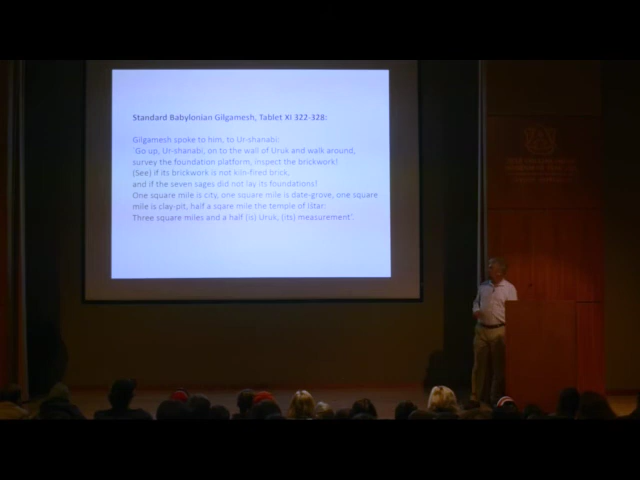 Standard Babylonian Gilgamesh, Tablet XI 322-328:
Gilgamesh spoke to him, to Ur-shanabi:
'Go up, Ur-shanabi, on to the wall of Uruk and walk around,
survey the foundation platform, inspect the brickwork!
(See) if its brickwork is not kiln-fired brick,
and if the seven sages did not lay its foundations!
One square mile is city, one square mile is date-grove, one square
mile is clay-pit, half a sqare mile the temple of Ištar:
Three square miles and a half (is) Uruk, (its) measurement'.